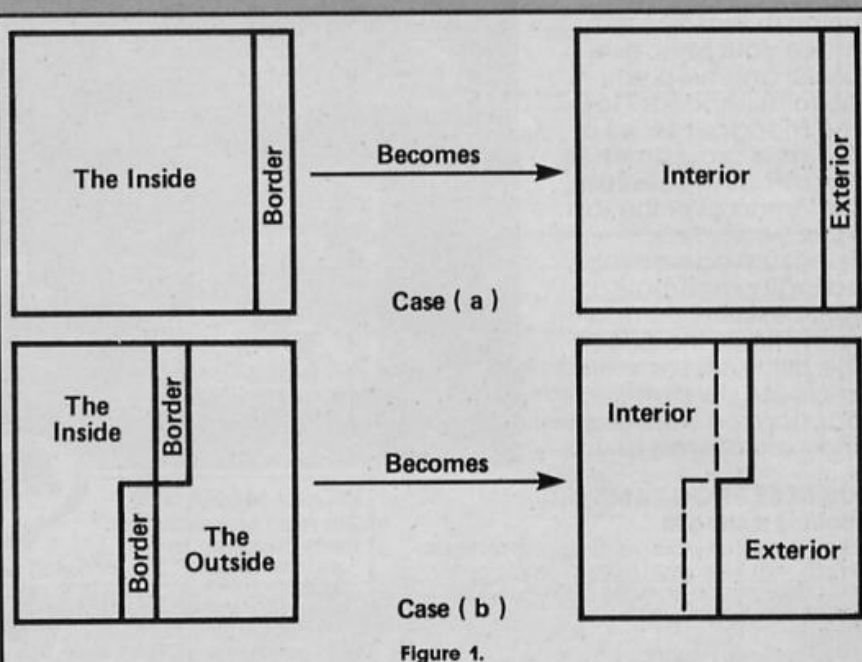 The Inside
Border
Becomes
Interior
Exterior
Case ( a )
The
Inside
Border
Border
The
Outside
Becomes
Interior
Exterior
Case ( b )
Figure 1.